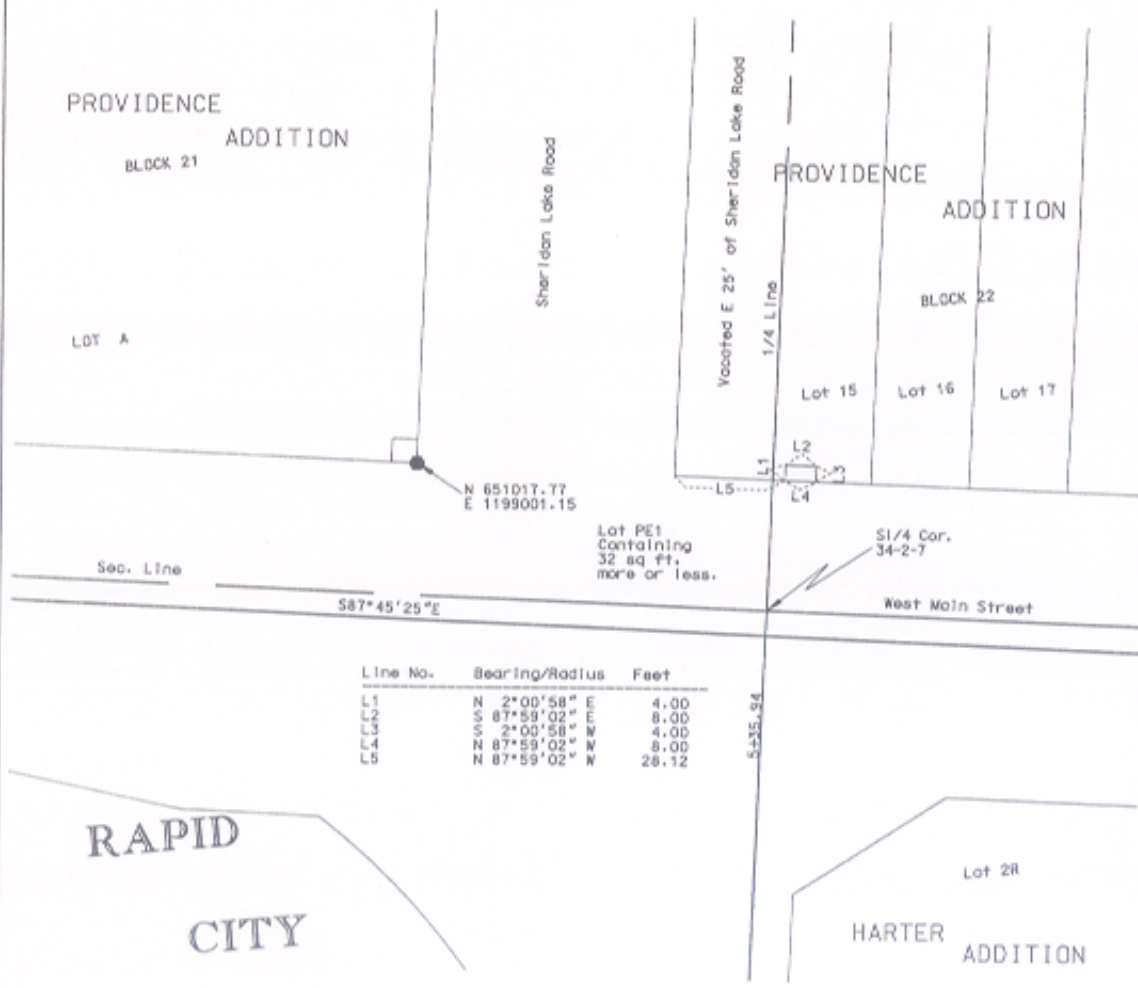 PROVIDENCE
ADDITION
BLOCK 21
LOT A
Sheridan Lake Road
Vacated E 25' of Sheridan Lake Road
1/4 Line
PROVIDENCE
ADDITION
BLOCK 22
Lot 15
Lot 16
Lot 17
L1
L2
L3
L4
L5
N 651017.77
E 1199001.15
Lot PE1
Containing
32 sq ft.
more or less.
S1/4 Cor.
34-2-7
Sec. Line
S87°45'25"E
West Main Street
Line No. Bearing/Radius Feet
L1 N 2°00'58" E 4.00
L2 S 87°59'02" E 8.00
L3 S 2°00'58" W 4.00
L4 N 87°59'02" W 8.00
L5 N 87°59'02" W 28.12
5+35.94
RAPID
CITY
Lot 2R
HARTER
ADDITION